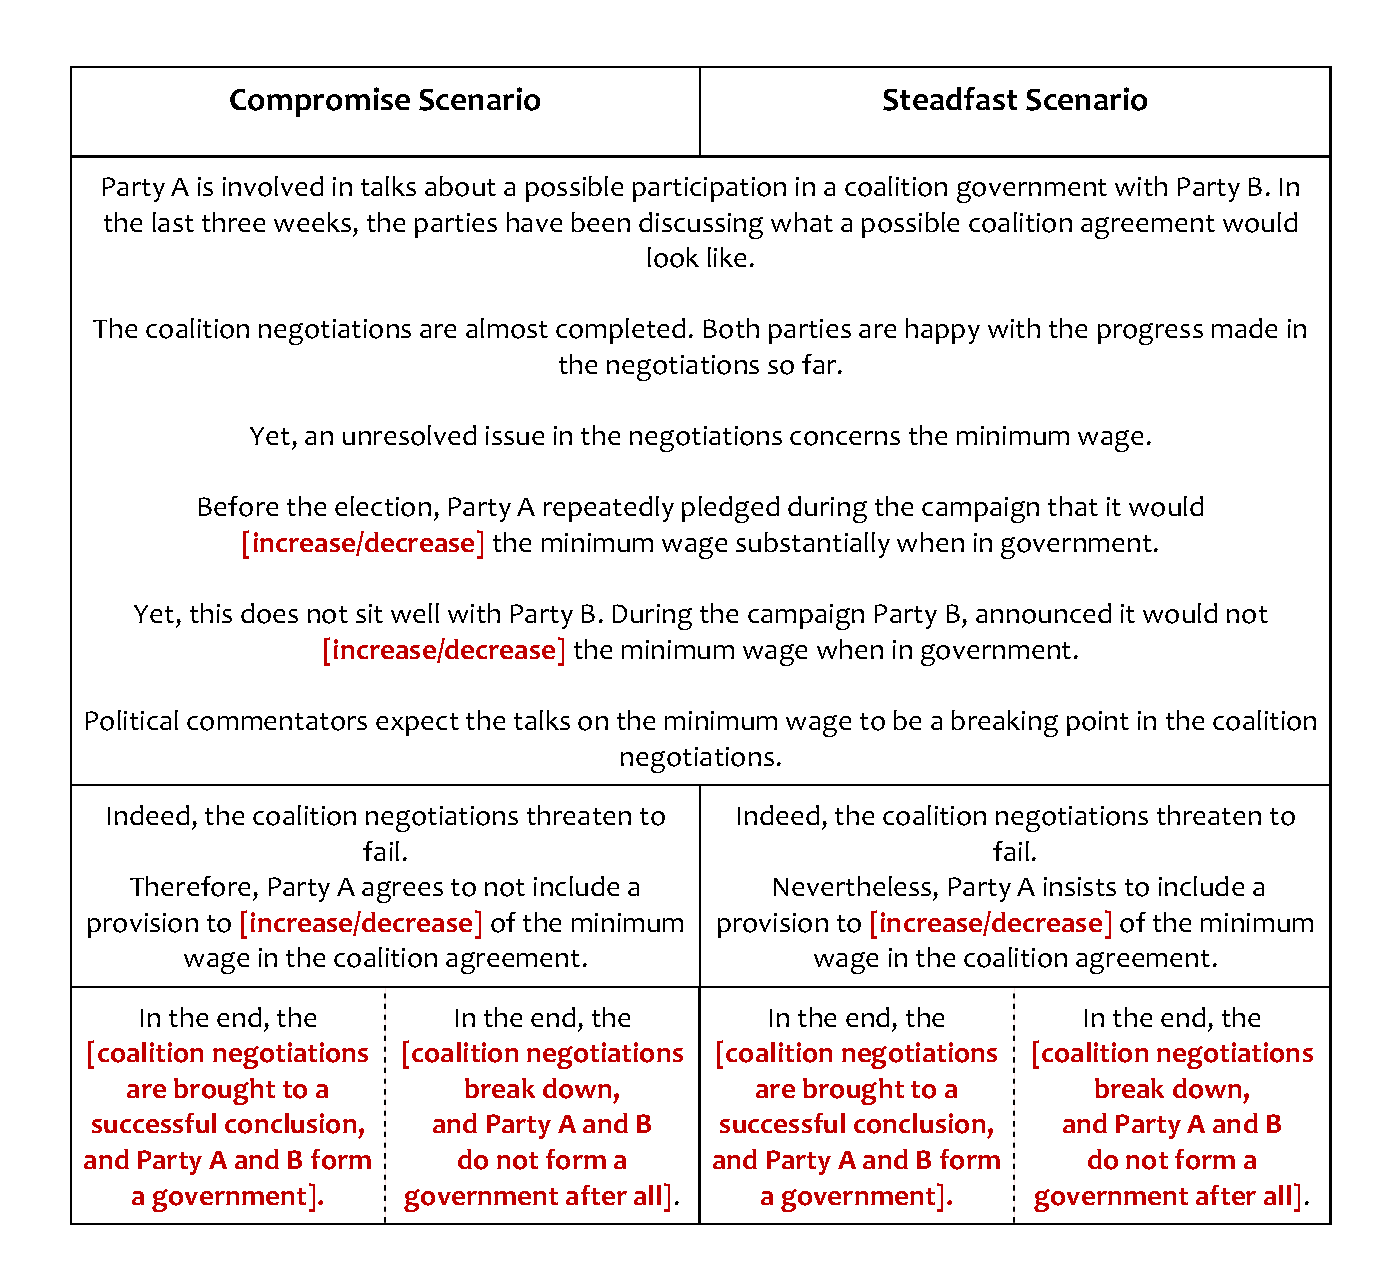 Compromise Scenario
Steadfast Scenario
Party A is involved in talks about a possible participation in a coalition government with Party B. In
the last three weeks, the parties have been discussing what a possible coalition agreement would
look like.
The coalition negotiations are almost completed. Both parties are happy with the progress made in
the negotiations so far.
Yet, an unresolved issue in the negotiations concerns the minimum wage.
Before the election, Party A repeatedly pledged during the campaign that it would
[increase/decrease] the minimum wage substantially when in government.
Yet, this does not sit well with Party B. During the campaign Party B, announced it would not
[increase/decrease] the minimum wage when in government.
Political commentators expect the talks on the minimum wage to be a breaking point in the coalition
negotiations.
Indeed, the coalition negotiations threaten to
fail.
Therefore, Party A agrees to not include a
provision to [increase/decrease] of the minimum
wage in the coalition agreement.
Indeed, the coalition negotiations threaten to
fail.
Nevertheless, Party A insists to include a
provision to [increase/decrease] of the minimum
wage in the coalition agreement.
In the end, the
[coalition negotiations
are brought to a
successful conclusion,
and Party A and B form
a government].
In the end, the
[coalition negotiations
break down,
and Party A and B
do not form a
government after all].
In the end, the
[coalition negotiations
are brought to a
successful conclusion,
and Party A and B form
a government].
In the end, the
[coalition negotiations
break down,
and Party A and B
do not form a
government after all].